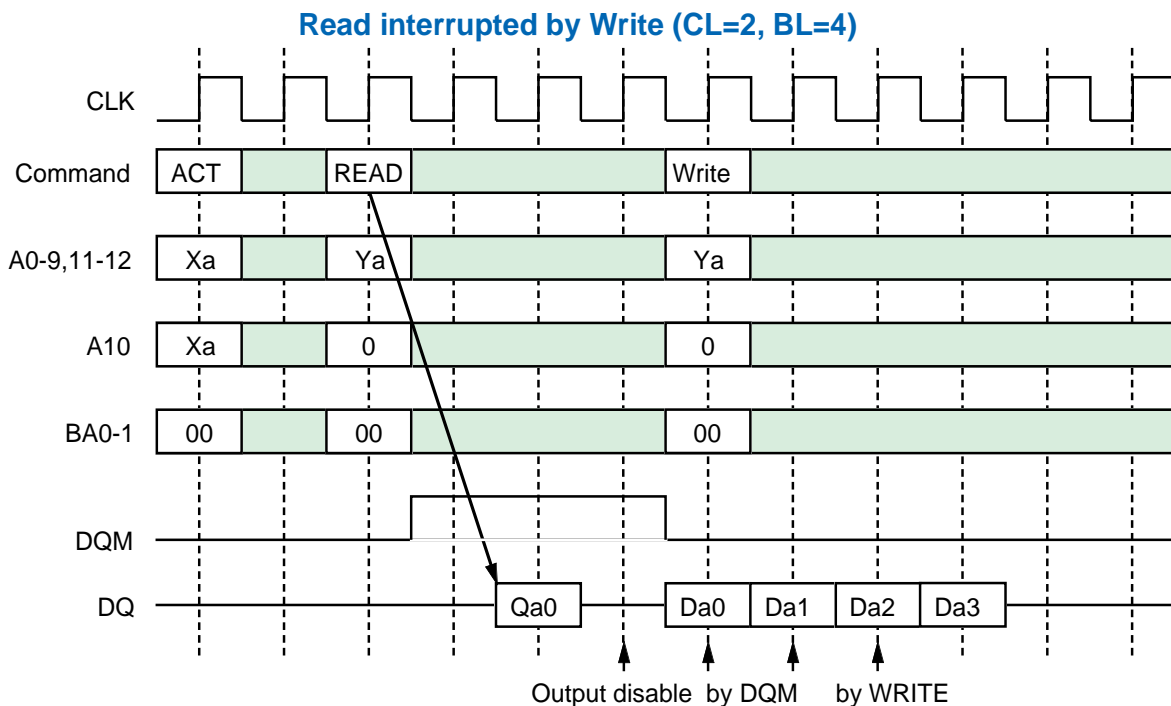 Read interrupted by Write (CL=2, BL=4)
CLK
Command ACT READ Write
A0-9,11-12 Xa Ya Ya
A10 Xa 0 0
BA0-1 00 00 00
DQM
DQ Qa0 Da0 Da1 Da2 Da3
Output disable by DQM by WRITE